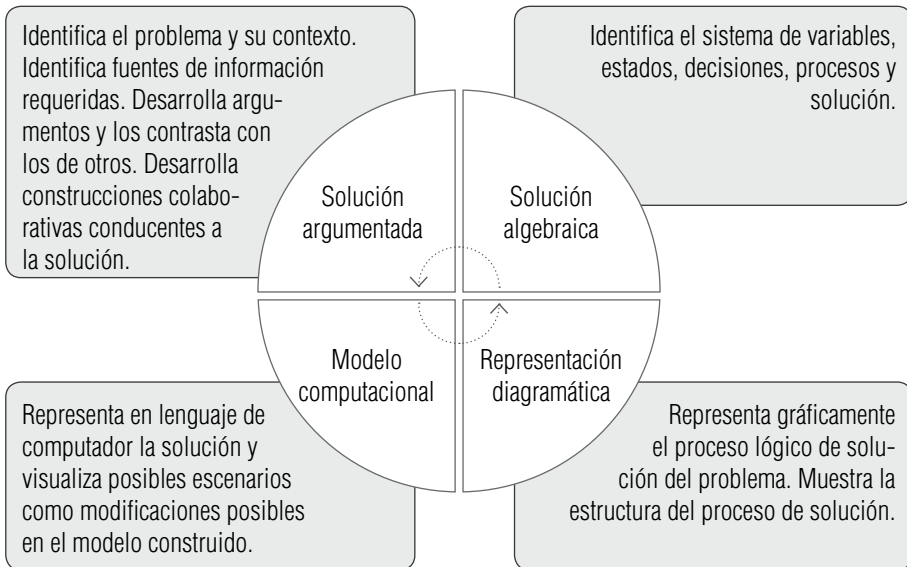 Identifica el problema y su contexto.
Identifica fuentes de información
requeridas. Desarrolla argu-
mentos y los contrasta con
los de otros. Desarrolla
construcciones colabo-
rativas conducentes a
la solución.
Identifica el sistema de variables,
estados, decisiones, procesos y
solución.
Solución
argumentada
Solución
algebraica
Modelo
computacional
Representación
diagramática
Representa en lenguaje de
computador la solución y
visualiza posibles escenarios
como modificaciones posibles
en el modelo construido.
Representa gráficamente
el proceso lógico de solu-
ción del problema. Muestra la
estructura del proceso de solución.